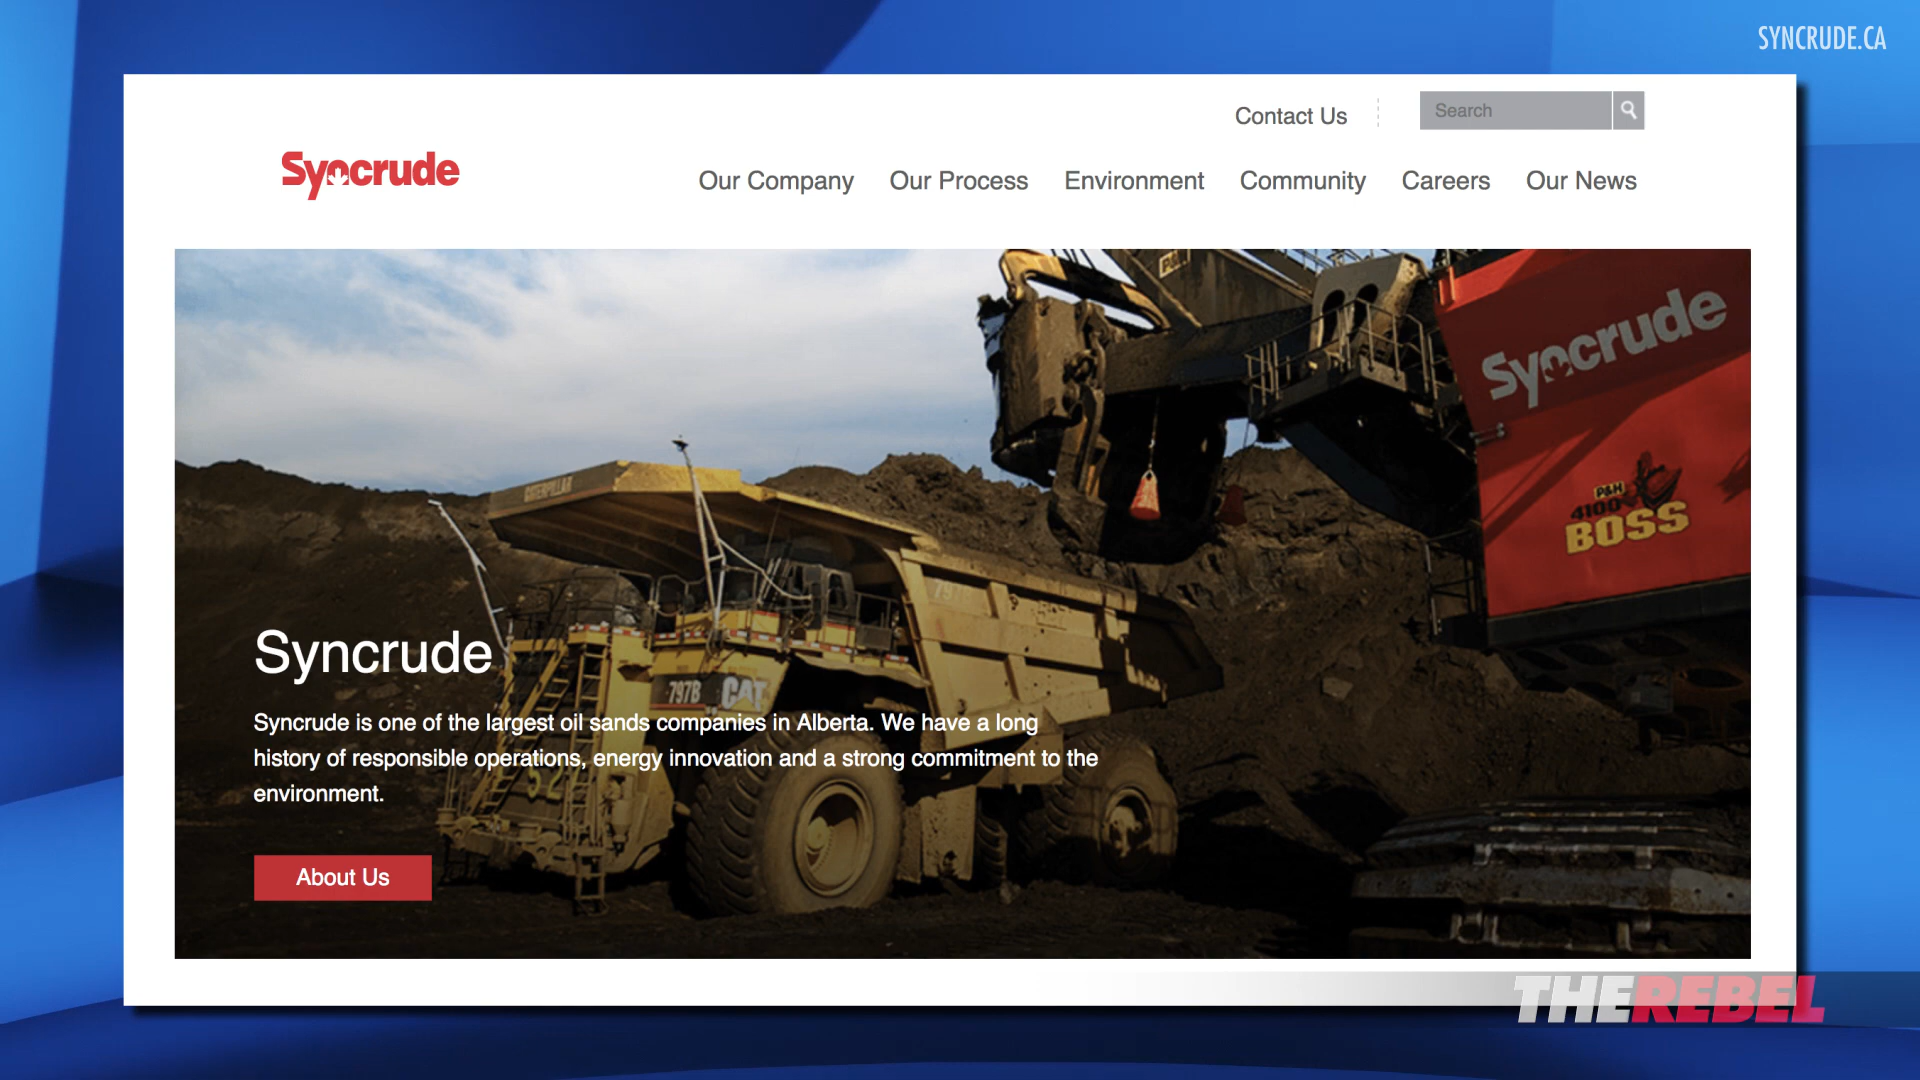 SYNCRUDE.CA
Contact Us
Search
Syncrude
Our Company
Our Process
Environment
Community
Careers
Our News
P&H
Syncrude
CATERPILLAR
P&H
4100
BOSS
797B
Syncrude
797B CAT
Syncrude is one of the largest oil sands companies in Alberta. We have a long
history of responsible operations, energy innovation and a strong commitment to the
environment.
About Us
THEREBEL